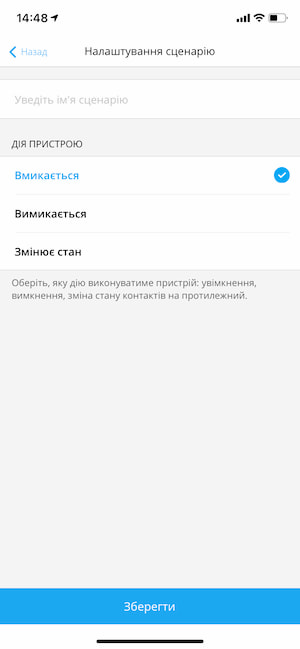 14:48
Назад
Налаштування сценарію
Уведіть ім'я сценарію
ДІЯ ПРИСТРОЮ
Вмикається
Вимикається
Змінює стан
Оберіть, яку дію виконуватиме пристрій: увімкнення,
вимкнення, зміна стану контактів на протилежний.
Зберегти